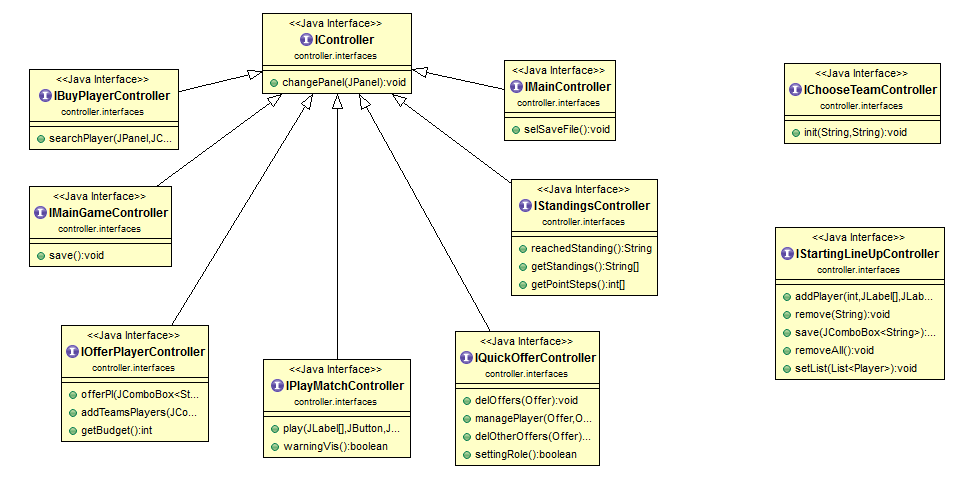 <<Java Interface>>
IController
controller.interfaces
changePanel(JPanel):void
<<Java Interface>>
IBuyPlayerController
controller.interfaces
searchPlayer(JPanel,JC...
<<Java Interface>>
IMainController
controller.interfaces
selSaveFile():void
<<Java Interface>>
IChooseTeamController
controller.interfaces
init(String,String):void
<<Java Interface>>
IMainGameController
controller.interfaces
save():void
<<Java Interface>>
IStandingsController
controller.interfaces
reachedStanding():String
getStandings():String[]
getPointSteps():int[]
<<Java Interface>>
IStartingLineUpController
controller.interfaces
addPlayer(int,JLabel[],JLab...
remove(String):void
save(JComboBox<String>):...
removeAll():void
setList(List<Player>):void
<<Java Interface>>
IOfferPlayerController
controller.interfaces
offerPl(JComboBox<St...
addTeamsPlayers(JCo...
getBudget():int
<<Java Interface>>
IPlayMatchController
controller.interfaces
play(JLabel[],JButton,J...
warningVis():boolean
<<Java Interface>>
IQuickOfferController
controller.interfaces
delOffers(Offer):void
managePlayer(Offer,O...
delOtherOffers(Offer)...
settingRole():boolean